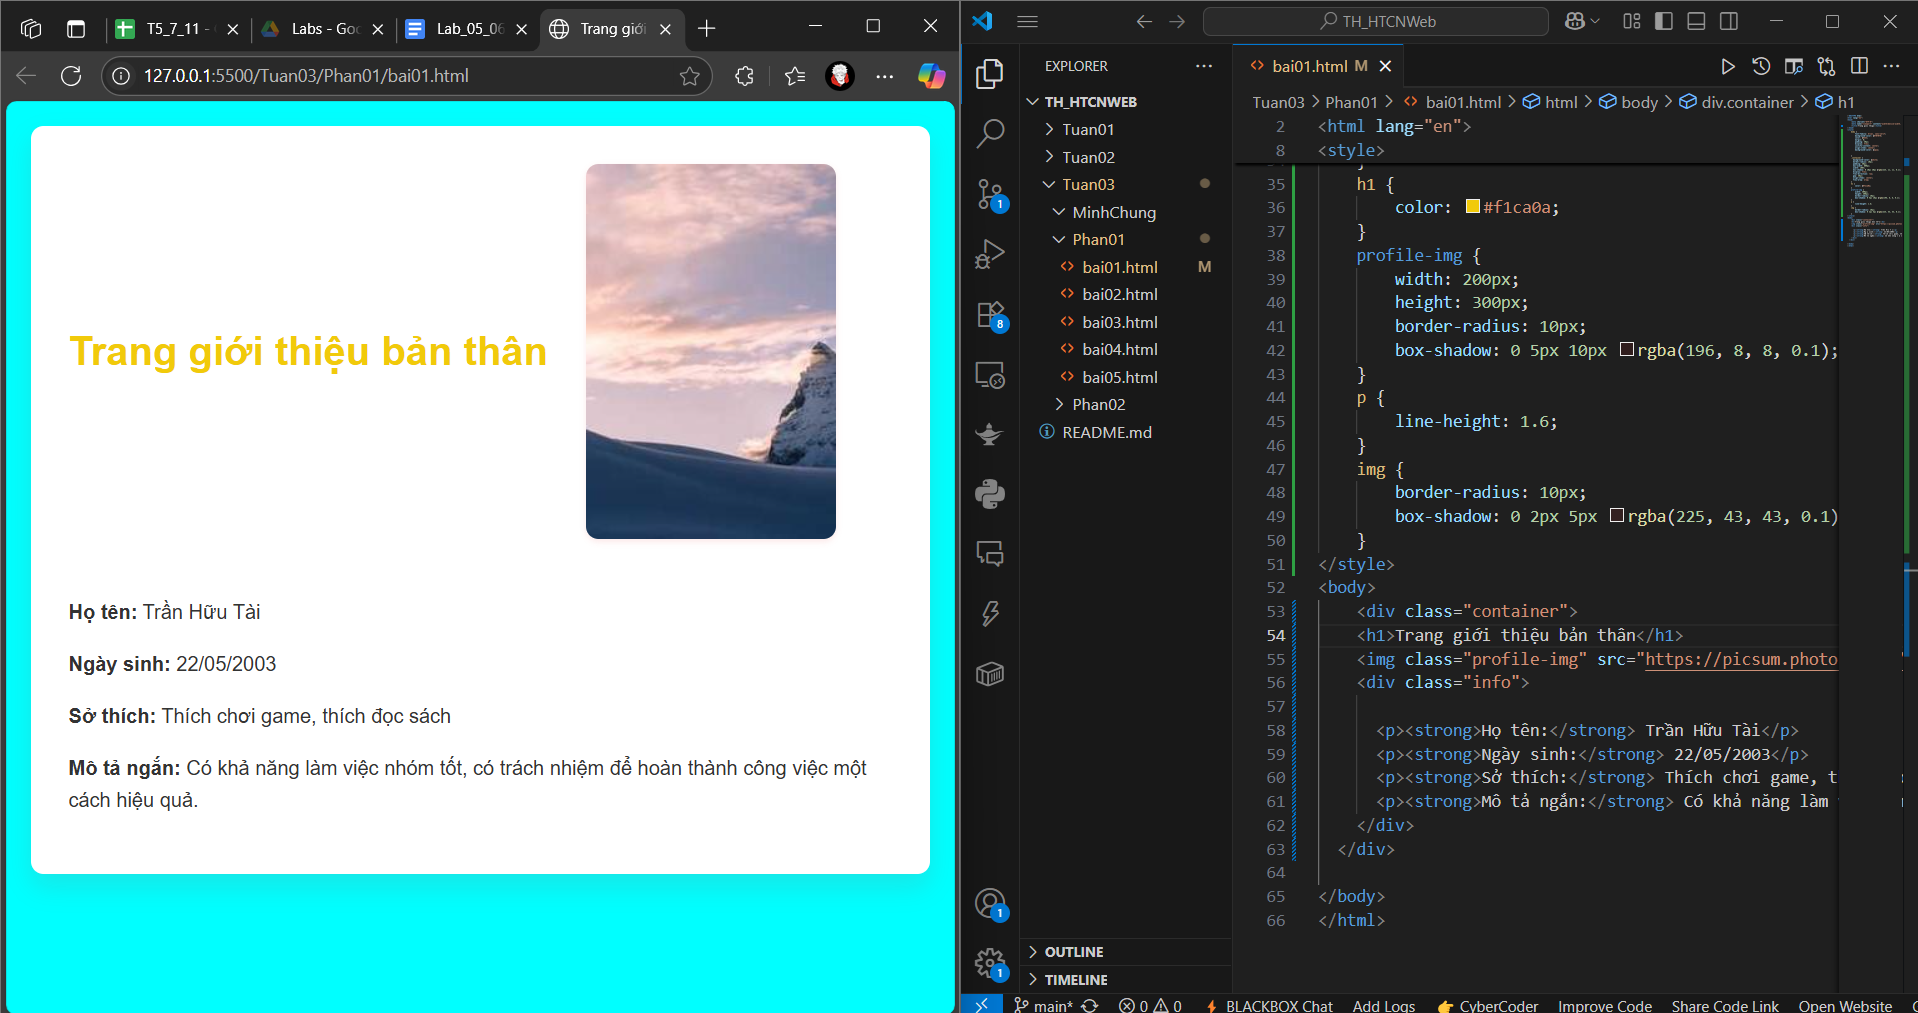 T5_7_11 -
Labs - Goo
Lab_05_06
Trang giới
127.0.0.1:5500/Tuan03/Phan01/bai01.html
Trang giới thiệu bản thân
Họ tên: Trần Hữu Tài
Ngày sinh: 22/05/2003
Sở thích: Thích chơi game, thích đọc sách
Mô tả ngắn: Có khả năng làm việc nhóm tốt, có trách nhiệm để hoàn thành công việc một
cách hiệu quả.
TH_HTCNWeb
EXPLORER
TH_HTCNWEB
Tuan01
Tuan02
Tuan03
MinhChung
Phan01
bai01.html M
bai02.html
bai03.html
bai04.html
bai05.html
Phan02
README.md
OUTLINE
TIMELINE
1
8
1
1
bai01.html M
Tuan03 > Phan01 > bai01.html > html > body > div.container > h1
2 <html lang="en">
8 <style>
35 h1 {
36 color: #f1ca0a;
37 }
38 profile-img {
39 width: 200px;
40 height: 300px;
41 border-radius: 10px;
42 box-shadow: 0 5px 10px rgba(196, 8, 8, 0.1);
43 }
44 p {
45 line-height: 1.6;
46 }
47 img {
48 border-radius: 10px;
49 box-shadow: 0 2px 5px rgba(225, 43, 43, 0.1)
50 }
51 </style>
52 <body>
53 <div class="container">
54 <h1>Trang giới thiệu bản thân</h1>
55 <img class="profile-img" src="https://picsum.photo
56 <div class="info">
57
58 <p><strong>Họ tên:</strong> Trần Hữu Tài</p>
59 <p><strong>Ngày sinh:</strong> 22/05/2003</p>
60 <p><strong>Sở thích:</strong> Thích chơi game, t
61 <p><strong>Mô tả ngắn:</strong> Có khả năng làm
62 </div>
63 </div>
64
65 </body>
66 </html>
main* 0 0 BLACKBOX Chat Add Logs CyberCoder Improve Code Share Code Link Open Website